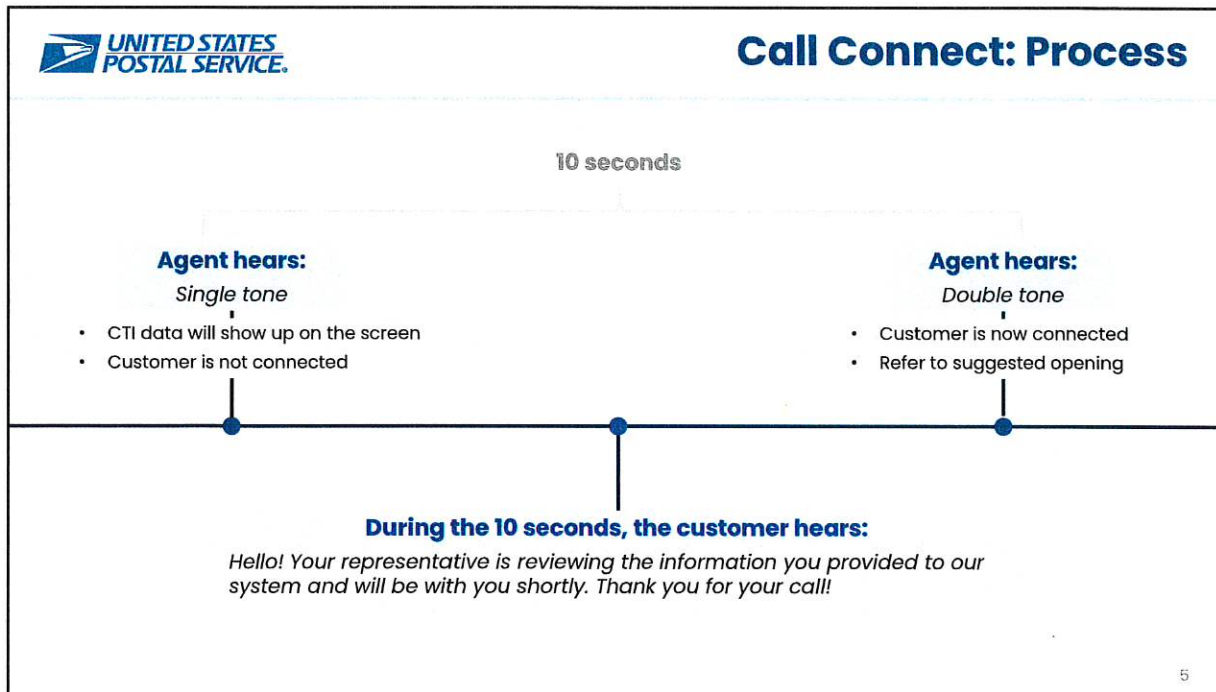 UNITED STATES
POSTAL SERVICE®
Call Connect: Process
10 seconds
Agent hears:
Single tone
• CTI data will show up on the screen
• Customer is not connected
Agent hears:
Double tone
• Customer is now connected
• Refer to suggested opening
During the 10 seconds, the customer hears:
Hello! Your representative is reviewing the information you provided to our
system and will be with you shortly. Thank you for your call!
5